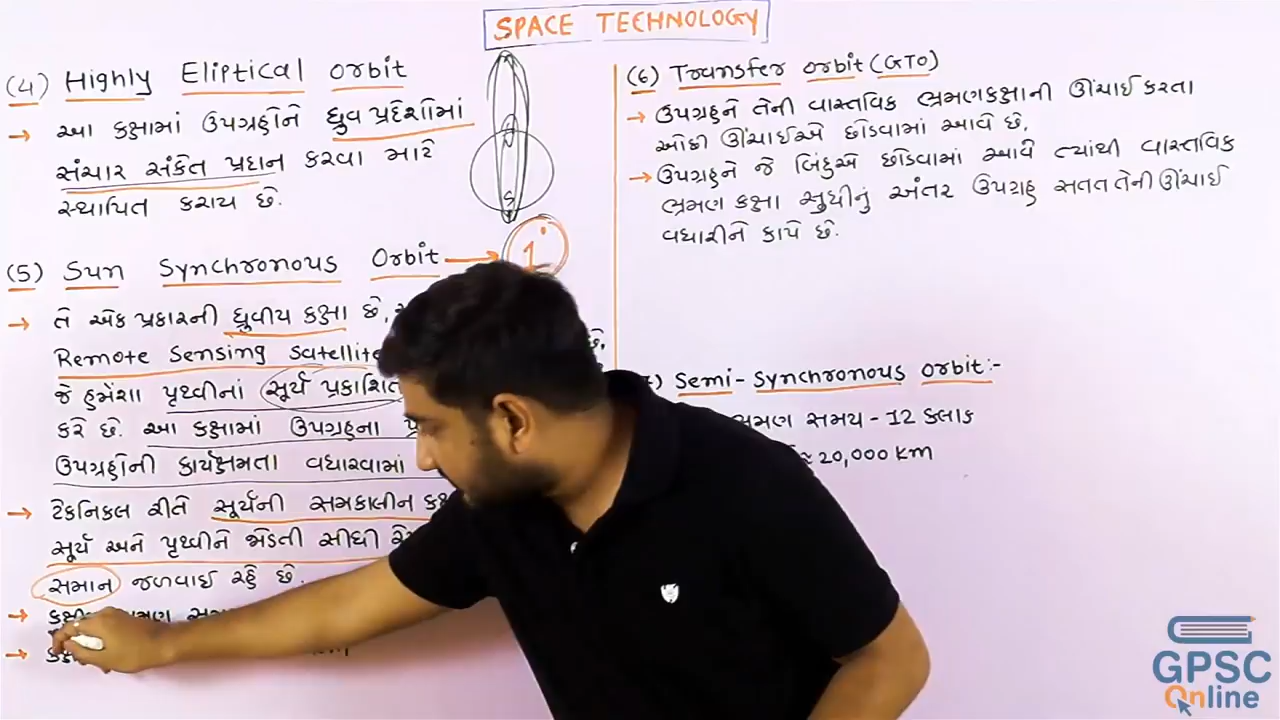 SPACE TECHNOLOGY
(4) Highly Eliptical Orbit
→ આ કક્ષામાં ઉપગ્રહોને ધ્રુવ પ્રદેશોમાં
સંચાર સંકેત પ્રદાન કરવા માટે
સ્થાપિત કરાય છે.
N
S
(5) Sun Synchronous Orbit → 1°
→ તે એક પ્રકારની ધ્રુવીય કક્ષા છે,
Remote Sensing Satellite
જે હંમેશા પૃથ્વીનાં સૂર્ય પ્રકાશિત
કરે છે. આ કક્ષામાં ઉપગ્રહના
ઉપગ્રહોની કાર્યક્ષમતા વધારવામાં
→ ટેકનિકલ રીતે સૂર્યની સમકાલીન
સૂર્ય અને પૃથ્વીને જોડતી સીધી
સમાન જળવાઈ રહે છે.
(6) Transfer Orbit (GTO)
→ ઉપગ્રહને તેની વાસ્તવિક ભ્રમણકક્ષાની ઊંચાઈ કરતા
ઓછી ઊંચાઈએ છોડવામાં આવે છે,
→ ઉપગ્રહને જે બિંદુએ છોડવામાં આવે ત્યાંથી વાસ્તવિક
ભ્રમણ કક્ષા સુધીનું અંતર ઉપગ્રહ સતત તેની ઊંચાઈ
વધારીને કાપે છે.
Semi-Synchronous Orbit:-
ભ્રમણ સમય - 12 કલાક
≈ 20,000 km
GPSC
Online